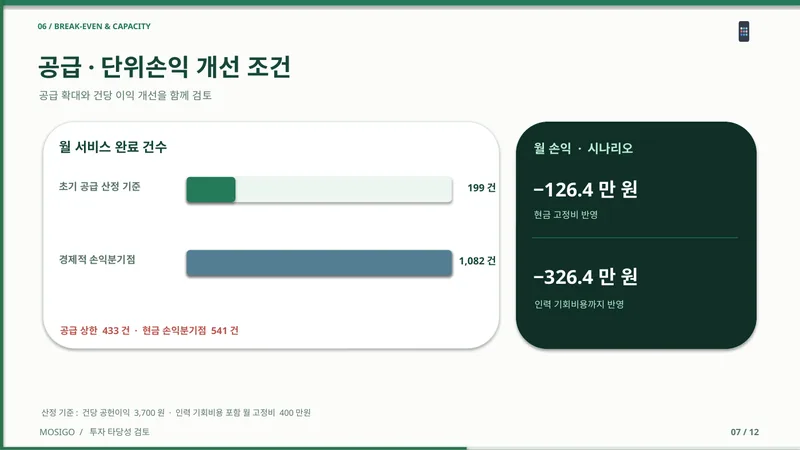 06 / BREAK-EVEN & CAPACITY
공급 · 단위손익 개선 조건
공급 확대와 건당 이익 개선을 함께 검토
월 서비스 완료 건수
초기 공급 산정 기준
199 건
경제적 손익분기점
1,082 건
공급 상한 433 건 · 현금 손익분기점 541 건
월 손익 · 시나리오
−126.4 만 원
현금 고정비 반영
−326.4 만 원
인력 기회비용까지 반영
산정 기준 : 건당 공헌이익 3,700 원 · 인력 기회비용 포함 월 고정비 400 만원
MOSIGO / 투자 타당성 검토
07 / 12